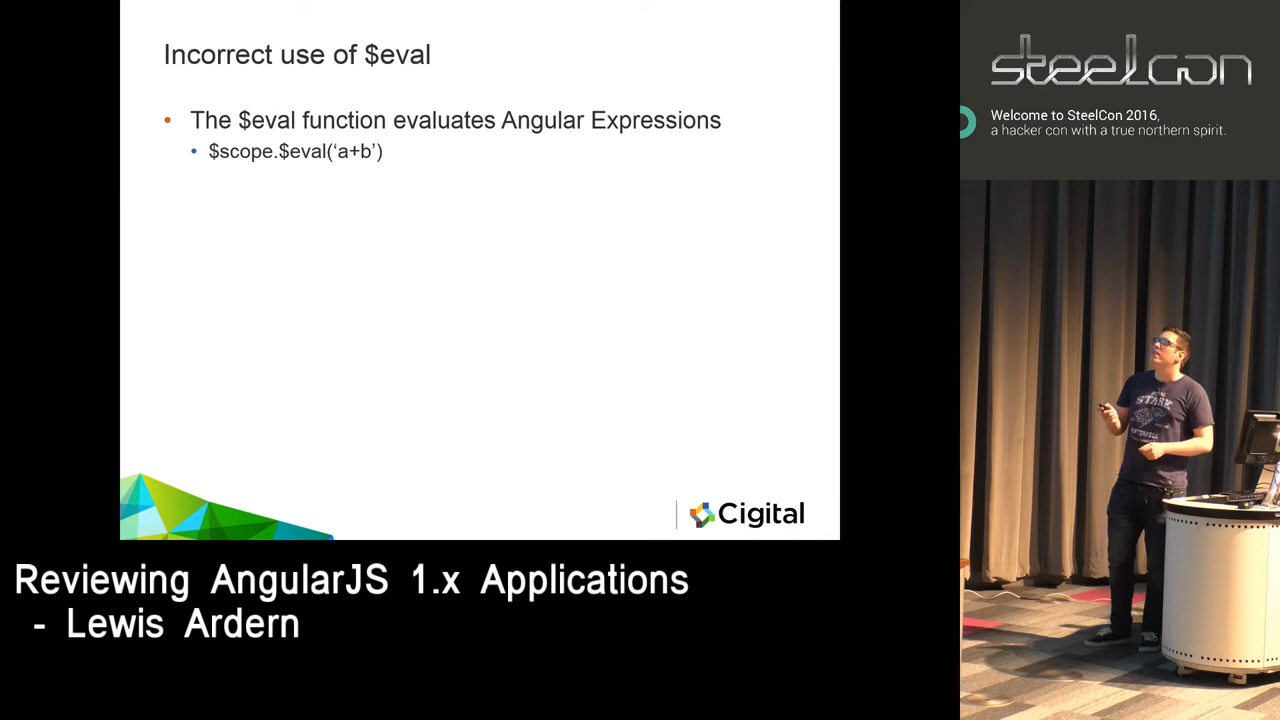 Incorrect use of $eval
• The $eval function evaluates Angular Expressions
• $scope.$eval(‘a+b’)
Cigital
Reviewing AngularJS 1.x Applications
- Lewis Ardern
steelcon
Welcome to SteelCon 2016,
a hacker con with a true northern spirit.
STARK